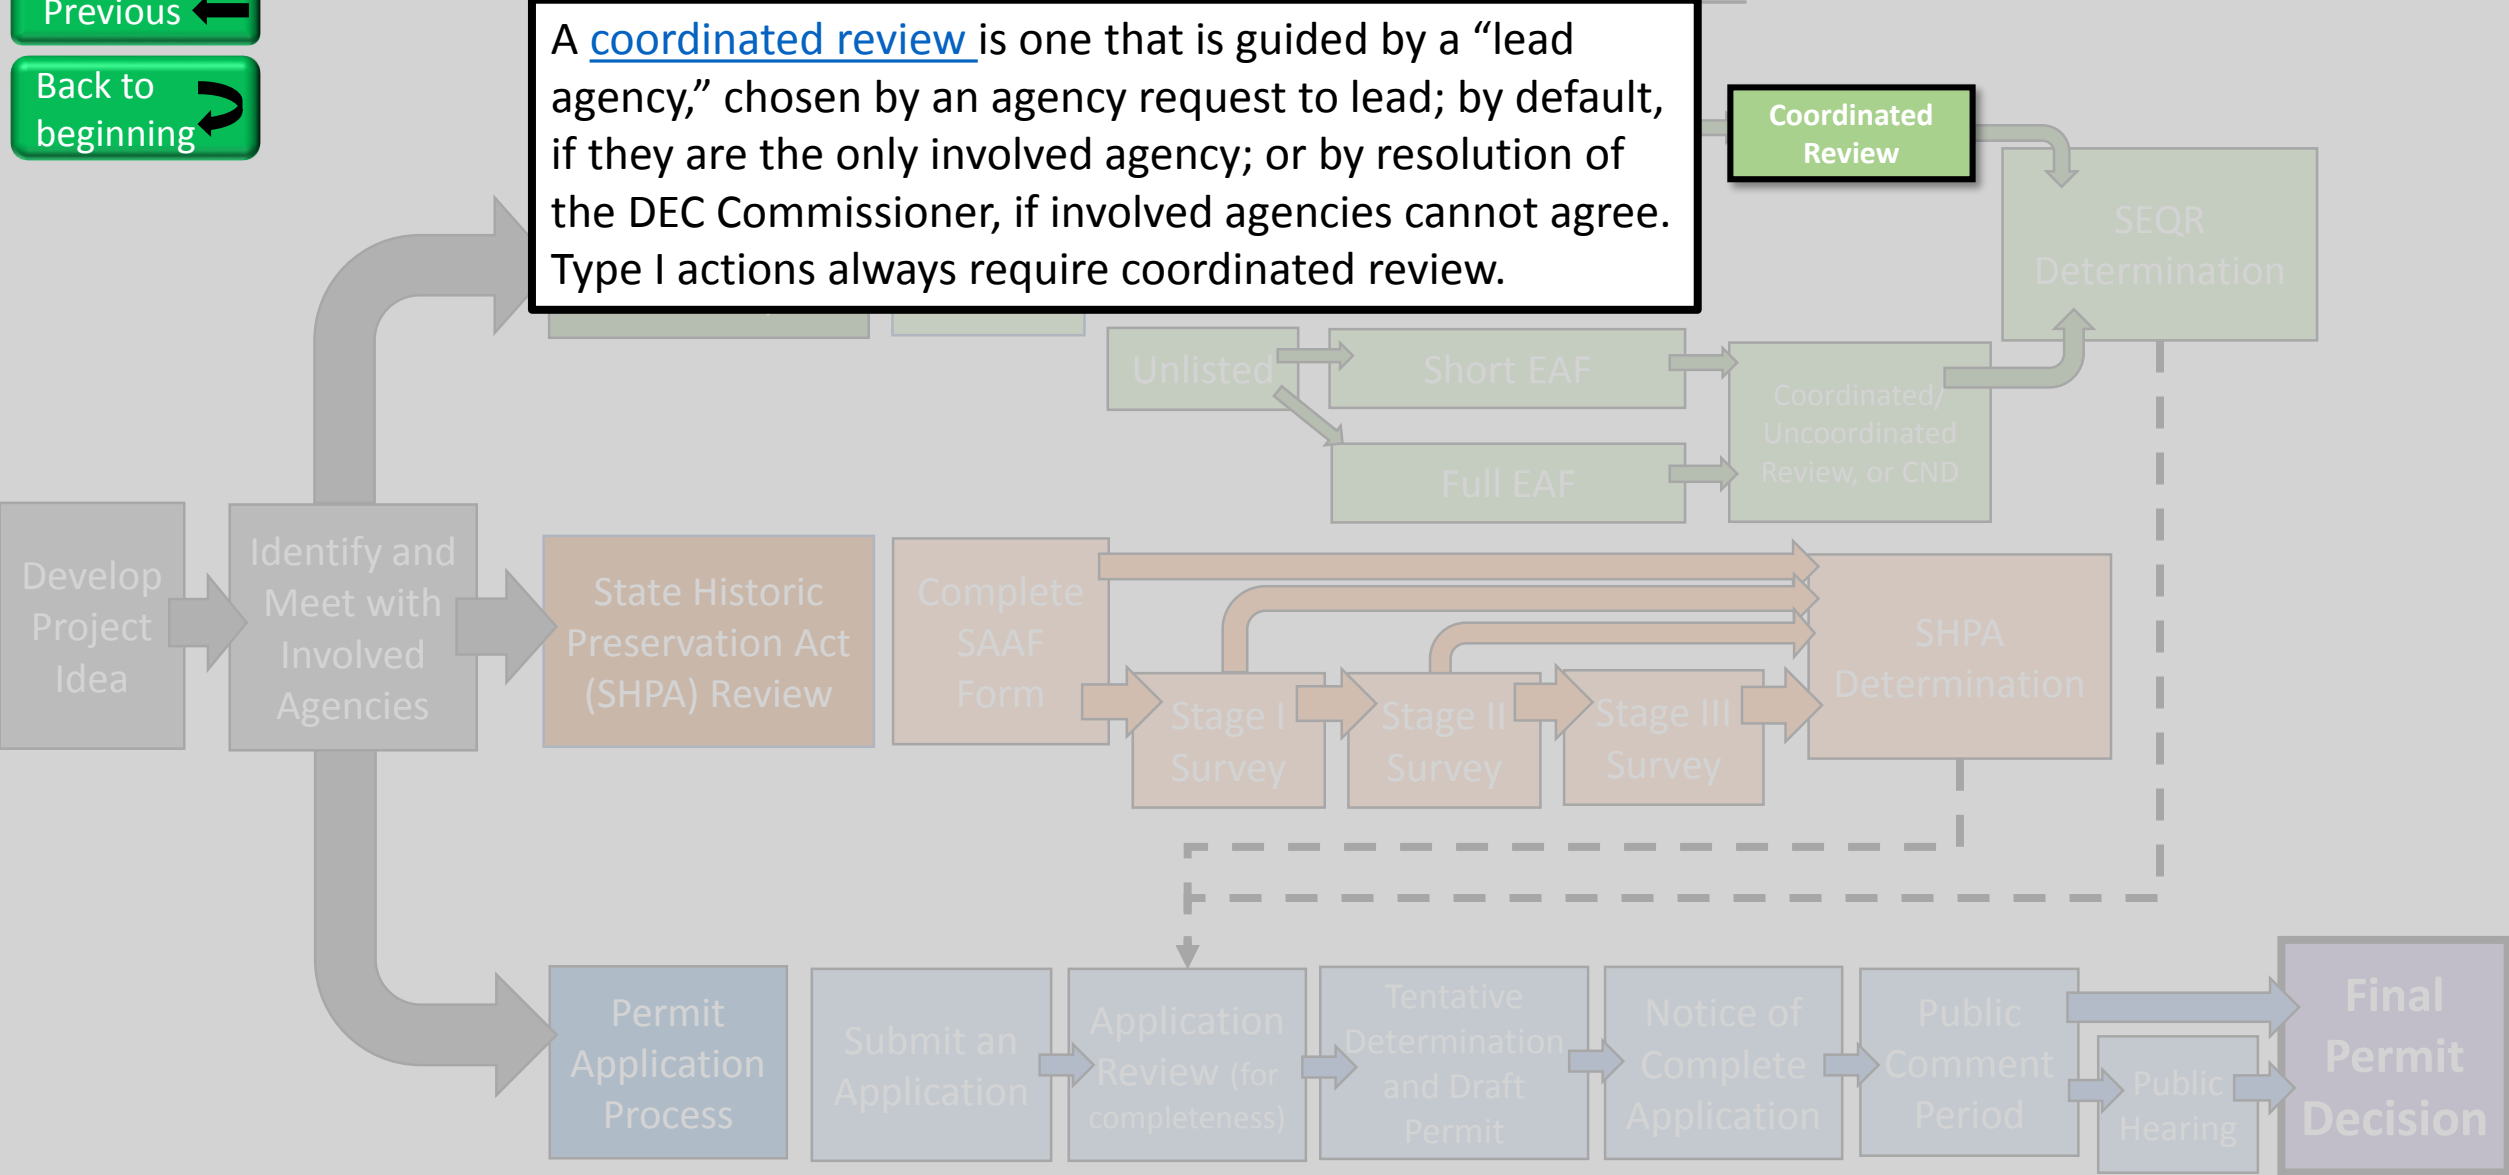 Previous
Back to
beginning
A coordinated review is one that is guided by a “lead
agency,” chosen by an agency request to lead; by default,
if they are the only involved agency; or by resolution of
the DEC Commissioner, if involved agencies cannot agree.
Type I actions always require coordinated review.
Coordinated
Review
SEQR
Determination
Unlisted
Short EAF
Full EAF
Coordinated/
Uncoordinated
Review, or CND
Develop
Project
Idea
Identify and
Meet with
Involved
Agencies
State Historic
Preservation Act
(SHPA) Review
Complete
SAAF
Form
Stage I
Survey
Stage II
Survey
Stage III
Survey
SHPA
Determination
Permit
Application
Process
Submit an
Application
Application
Review (for
completeness)
Tentative
Determination
and Draft
Permit
Notice of
Complete
Application
Public
Comment
Period
Public
Hearing
Final
Permit
Decision